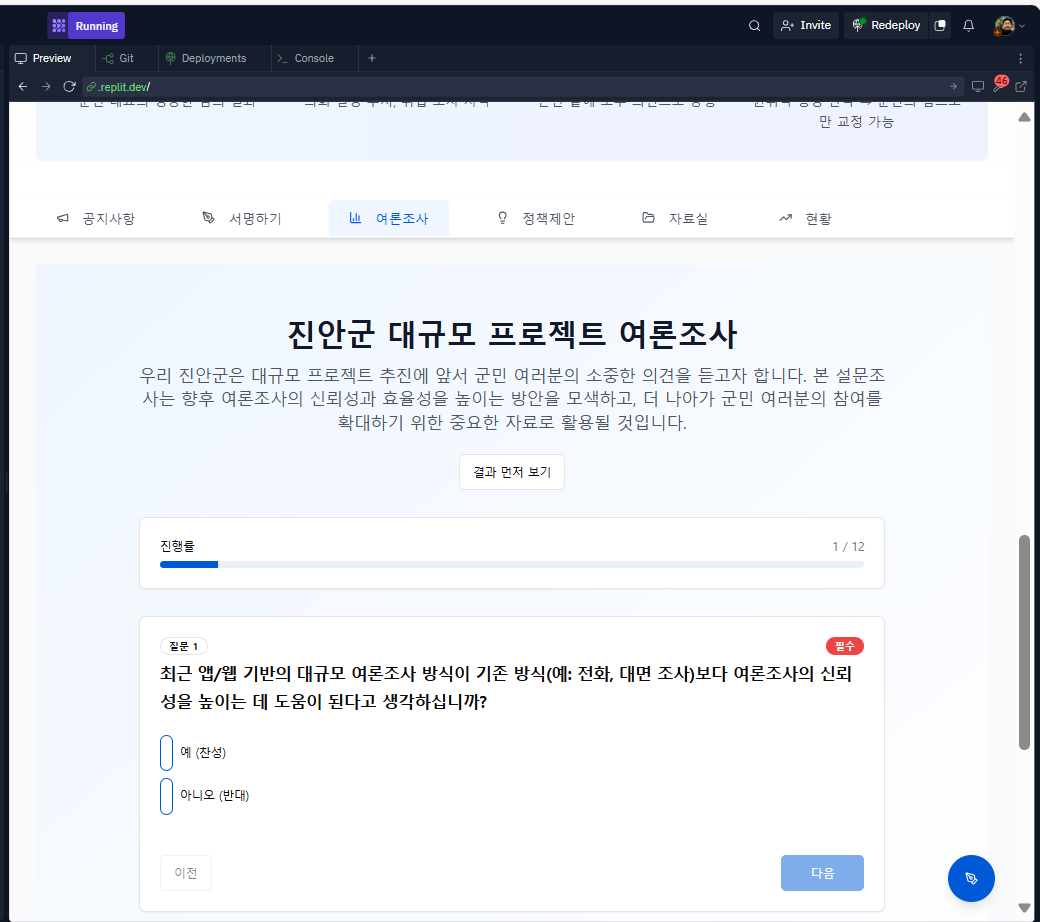 Running
Invite
Redeploy
Preview
Git
Deployments
Console
.replit.dev/
46
만 교정 가능
공지사항
서명하기
여론조사
정책제안
자료실
현황
진안군 대규모 프로젝트 여론조사
우리 진안군은 대규모 프로젝트 추진에 앞서 군민 여러분의 소중한 의견을 듣고자 합니다. 본 설문조
사는 향후 여론조사의 신뢰성과 효율성을 높이는 방안을 모색하고, 더 나아가 군민 여러분의 참여를
확대하기 위한 중요한 자료로 활용될 것입니다.
결과 먼저 보기
진행률
1 / 12
질문 1
필수
최근 앱/웹 기반의 대규모 여론조사 방식이 기존 방식(예: 전화, 대면 조사)보다 여론조사의 신뢰
성을 높이는 데 도움이 된다고 생각하십니까?
예 (찬성)
아니오 (반대)
이전
다음